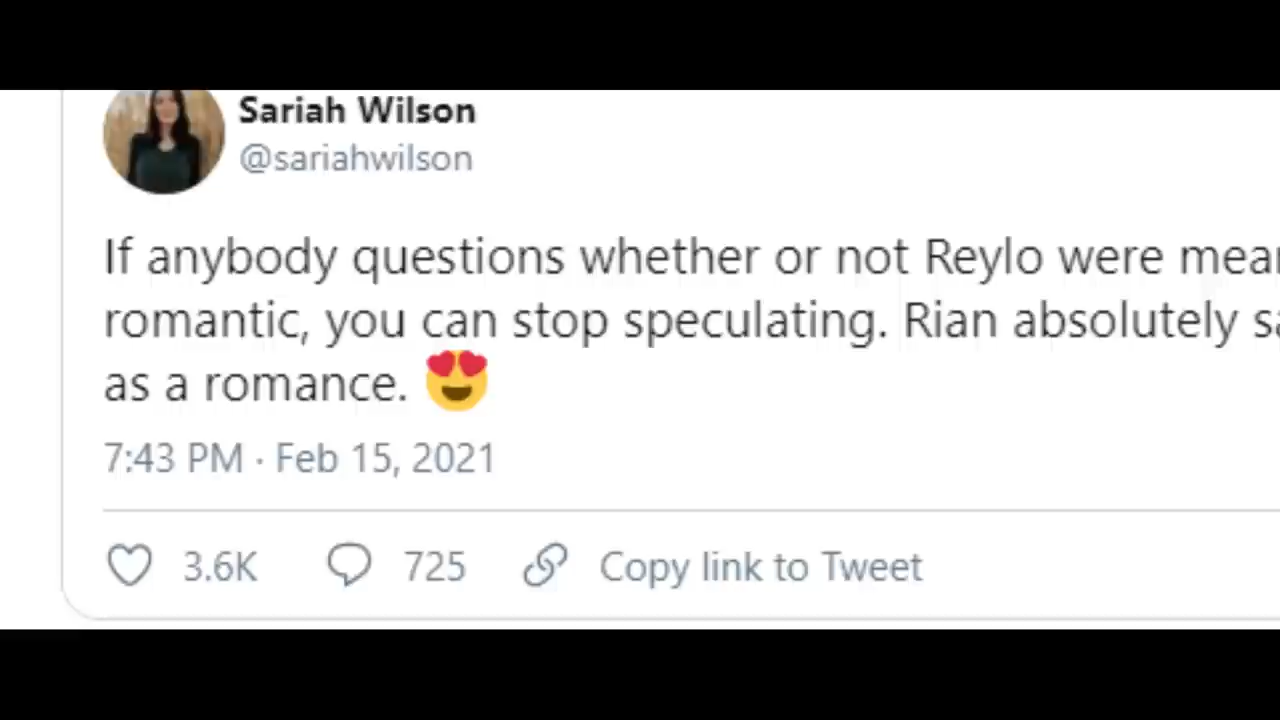 Sariah Wilson
@sariahwilson
If anybody questions whether or not Reylo were
romantic, you can stop speculating. Rian absolutely
as a romance. 😍
7:43 PM · Feb 15, 2021
3.6K 725 Copy link to Tweet